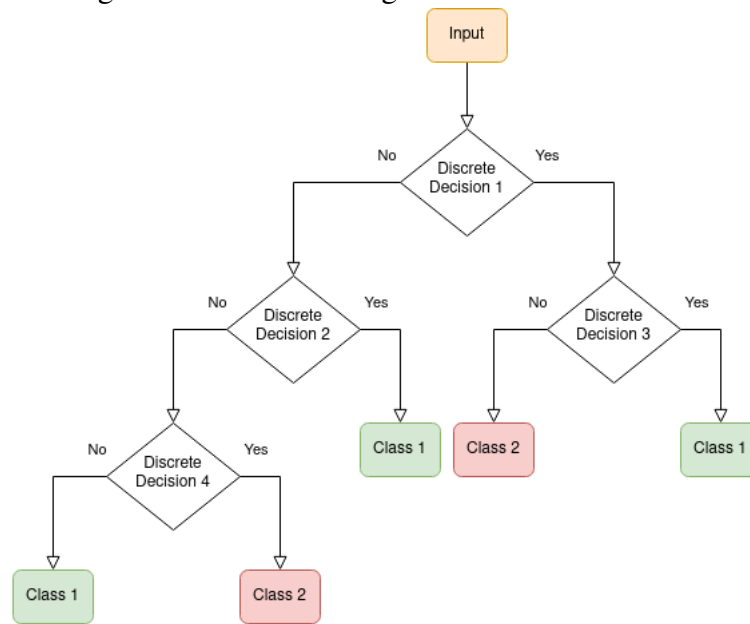 Input
No
Yes
Discrete
Decision 1
No
Yes
Discrete
Decision 2
No
Yes
Discrete
Decision 3
No
Yes
Discrete
Decision 4
Class 1
Class 2
Class 1
Class 1
Class 2